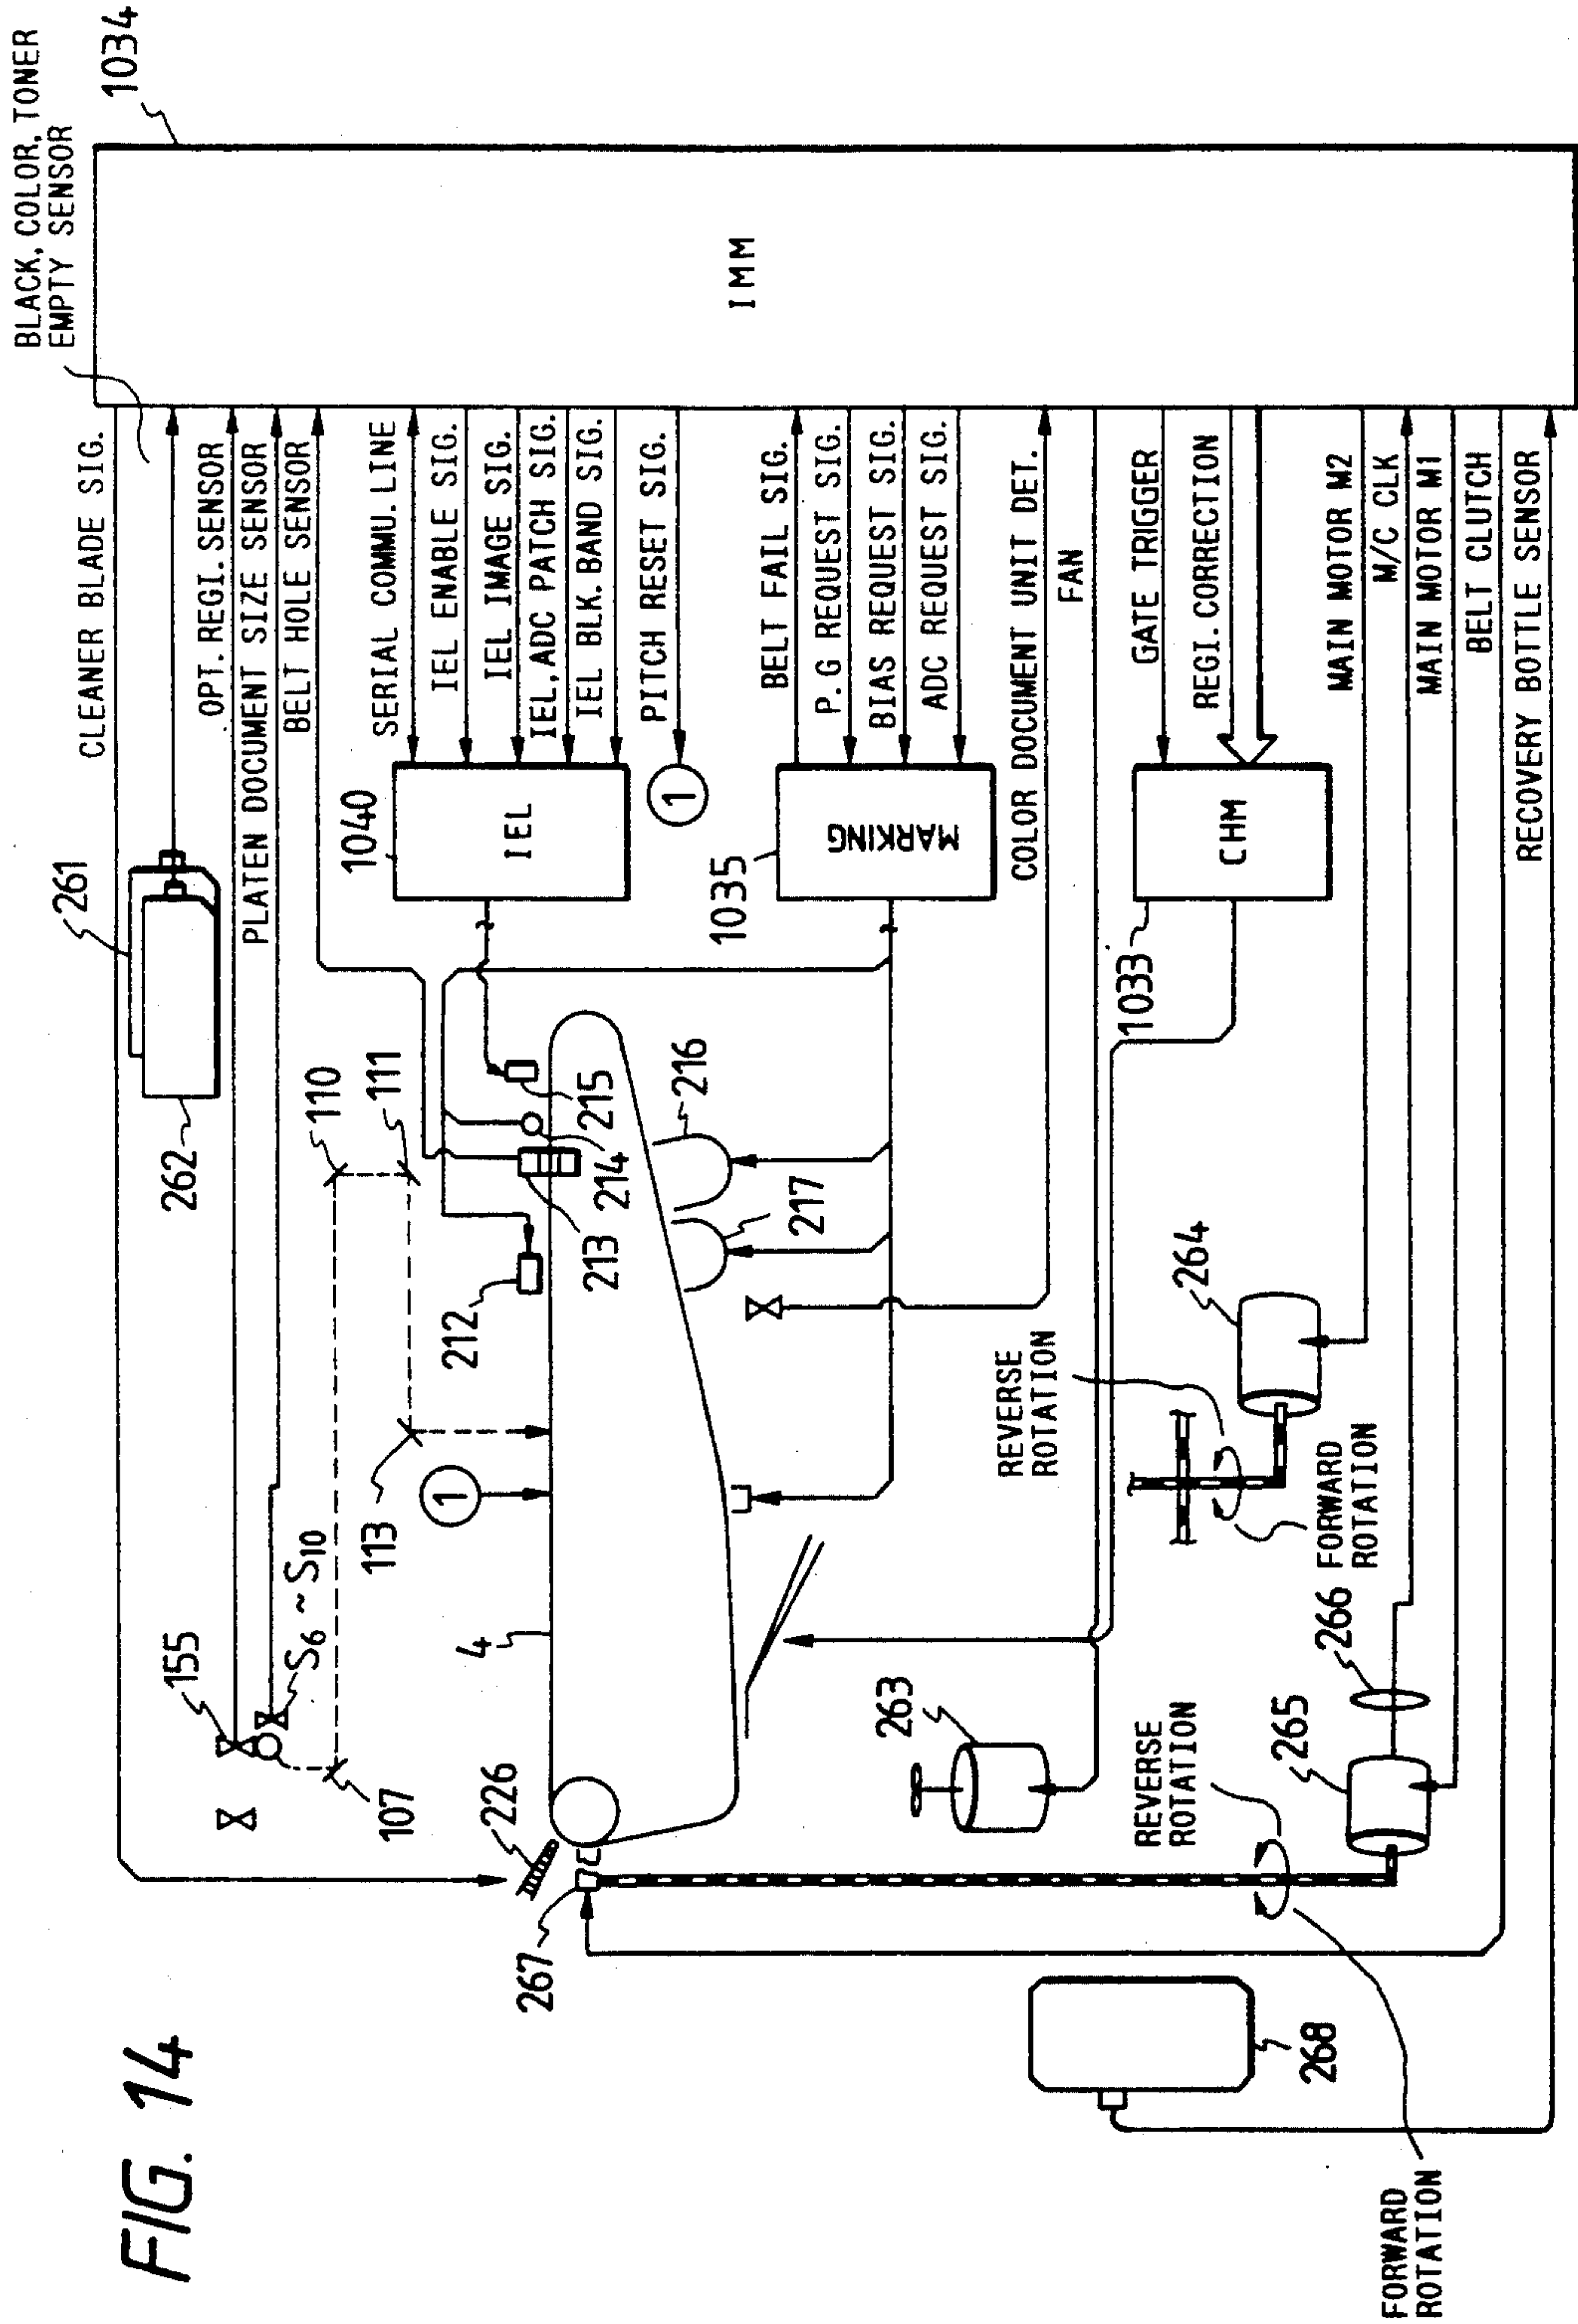 FIG. 14
BLACK, COLOR, TONER
EMPTY SENSOR
1034
CLEANER BLADE SIG.
261
262
OPT. REGI. SENSOR
PLATEN DOCUMENT SIZE SENSOR
BELT HOLE SENSOR
155
S6 ~ S10
107
110
111
113
SERIAL COMMU. LINE
IEL ENABLE SIG.
IEL IMAGE SIG.
IEL, ADC PATCH SIG.
IEL BLK. BAND SIG.
PITCH RESET SIG.
1040
IEL
1
IMM
226
4
1
212
213
214
215
216
217
267
BELT FAIL SIG.
P.G REQUEST SIG.
BIAS REQUEST SIG.
ADC REQUEST SIG.
1035
MARKING
COLOR DOCUMENT UNIT DET.
FAN
263
GATE TRIGGER
REGI. CORRECTION
1033
CHM
REVERSE
ROTATION
264
FORWARD
ROTATION
MAIN MOTOR M2
M/C CLK
MAIN MOTOR M1
BELT CLUTCH
RECOVERY BOTTLE SENSOR
REVERSE
ROTATION
265
266
268
FORWARD
ROTATION